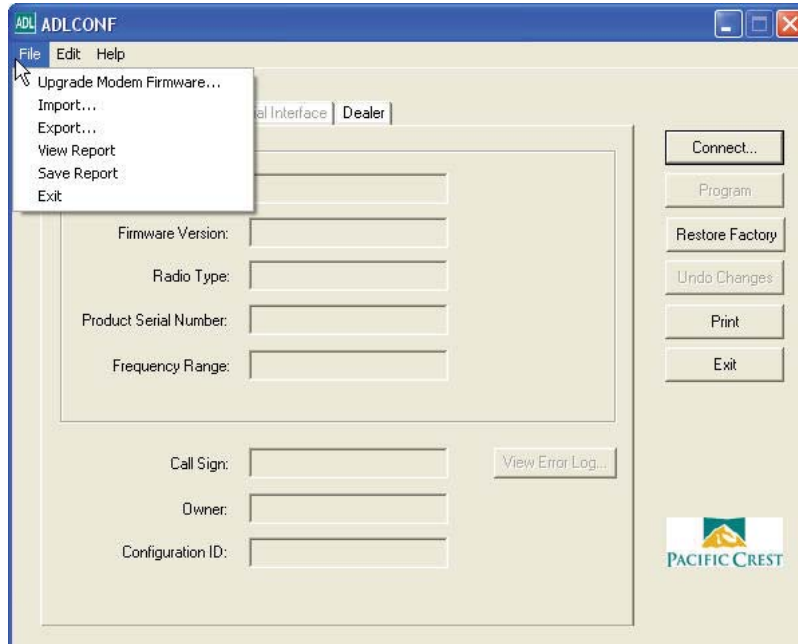 ADL ADLCONF
File Edit Help
Upgrade Modem Firmware...
Import...
Export...
View Report
Save Report
Exit
Interface Dealer
Connect...
Program
Firmware Version:
Restore Factory
Radio Type:
Undo Changes
Product Serial Number:
Print
Frequency Range:
Exit
Call Sign:
View Error Log...
Owner:
Configuration ID:
PACIFIC CREST